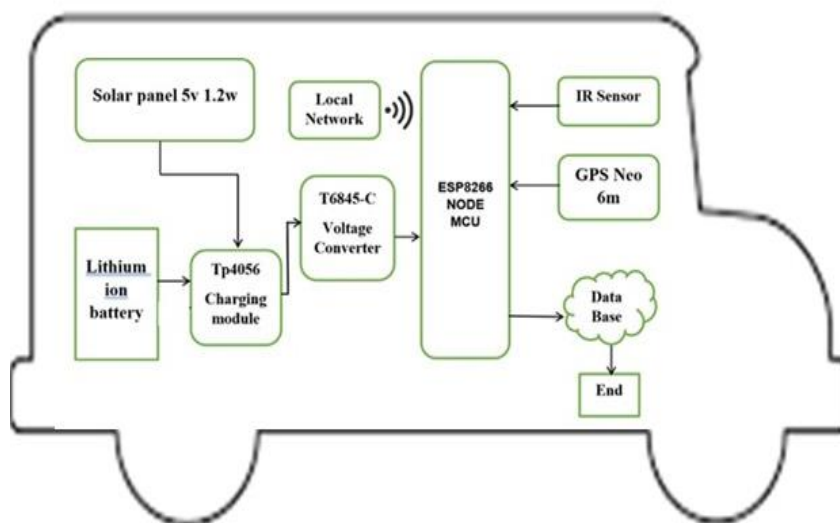 Solar panel 5v 1.2w
Local
Network
IR Sensor
ESP8266
NODE
MCU
GPS Neo
6m
T6845-C
Voltage
Converter
Lithium
ion
battery
Tp4056
Charging
module
Data
Base
End